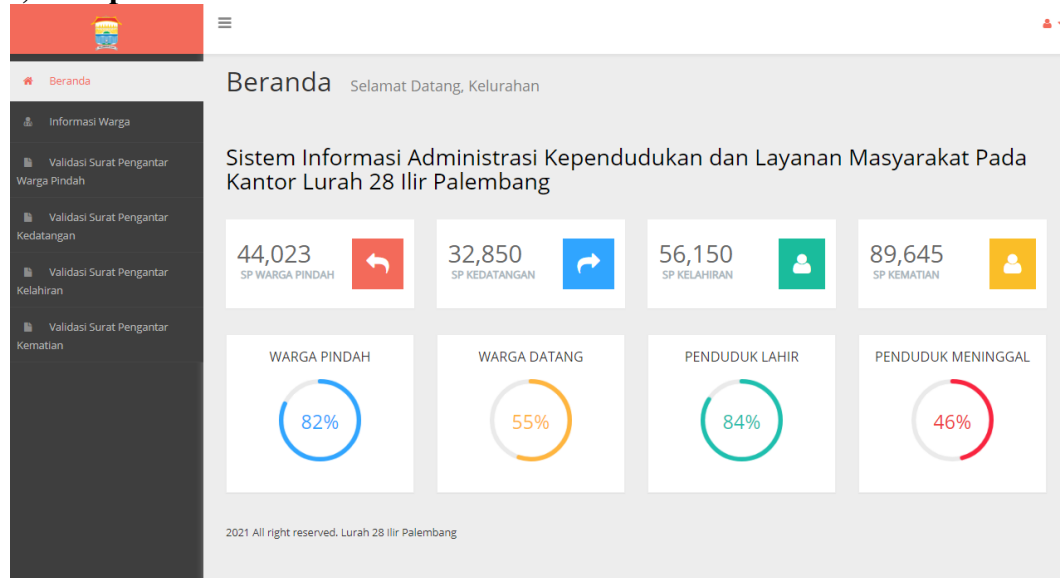 Beranda
Informasi Warga
Validasi Surat Pengantar
Warga Pindah
Validasi Surat Pengantar
Kedatangan
Validasi Surat Pengantar
Kelahiran
Validasi Surat Pengantar
Kematian
Beranda Selamat Datang, Kelurahan
Sistem Informasi Administrasi Kependudukan dan Layanan Masyarakat Pada
Kantor Lurah 28 Ilir Palembang
44,023
SP WARGA PINDAH
32,850
SP KEDATANGAN
56,150
SP KELAHIRAN
89,645
SP KEMATIAN
WARGA PINDAH
82%
WARGA DATANG
55%
PENDUDUK LAHIR
84%
PENDUDUK MENINGGAL
46%
2021 All right reserved. Lurah 28 Ilir Palembang